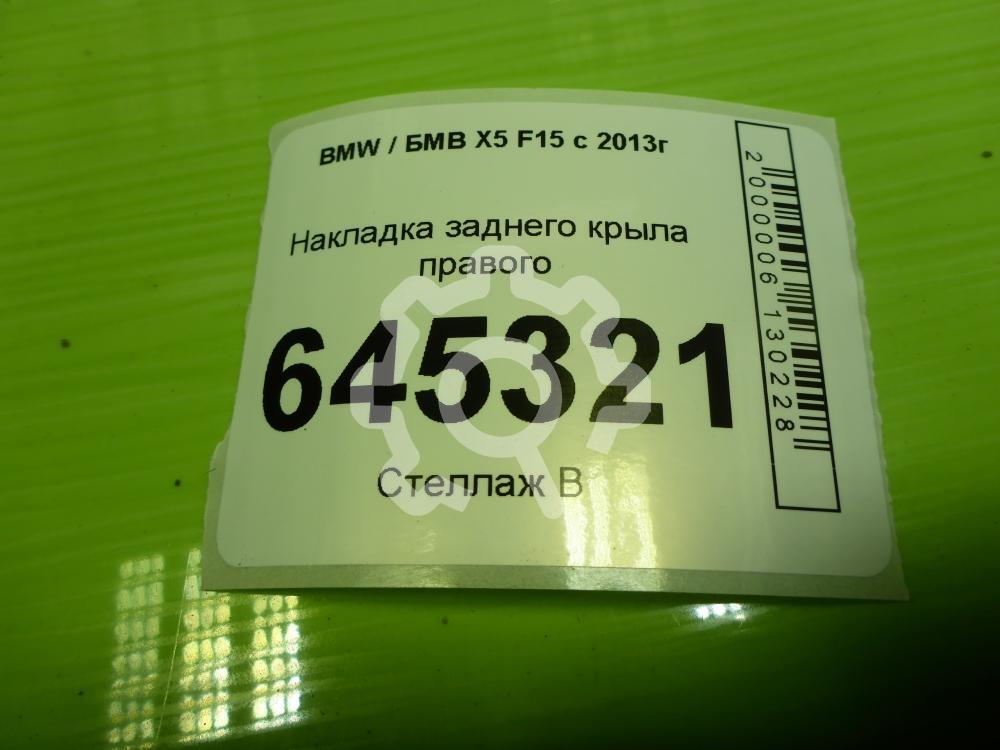 BMW / БМВ X5 F15 с 2013г
Накладка заднего крыла
правого
645321
Стеллаж В
2000006130228